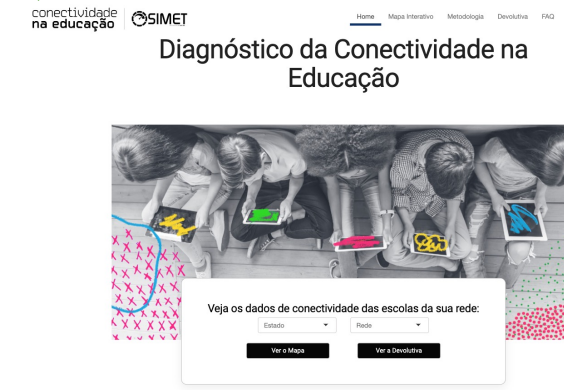 conectividade
na educação
SIMET
Home Mapa Interativo Metodologia Devolutiva FAQ
Diagnóstico da Conectividade na
Educação
Veja os dados de conectividade das escolas da sua rede:
Estado Rede
Ver o Mapa Ver a Devolutiva